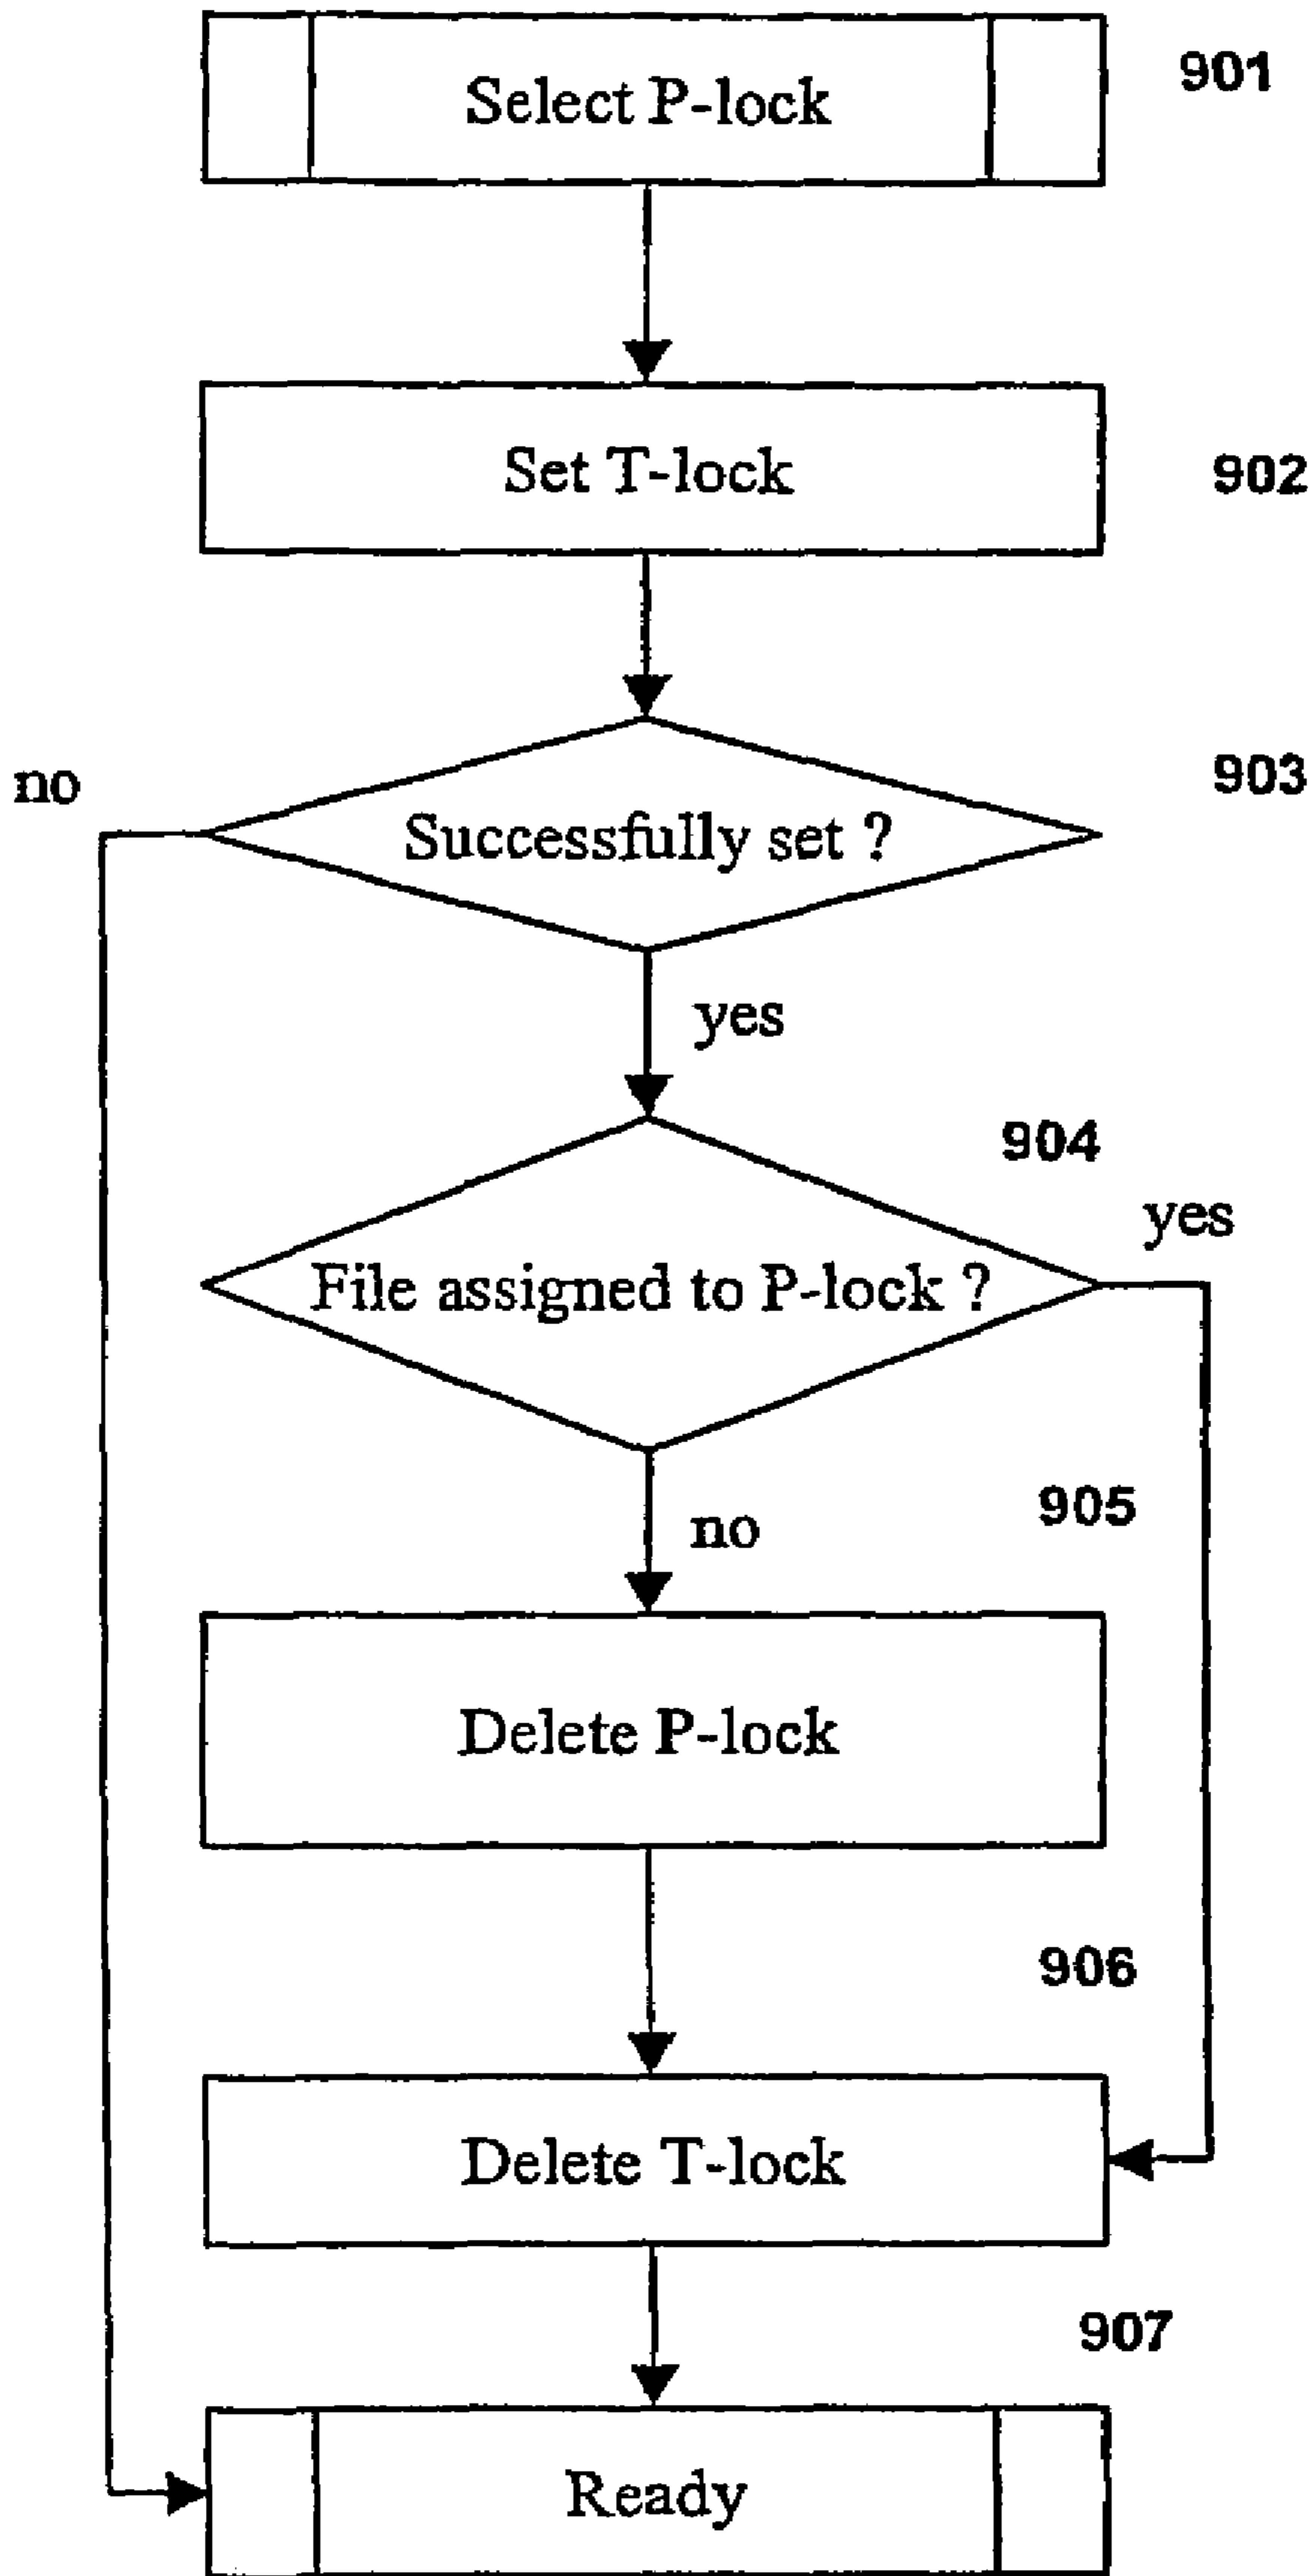 Select P-lock
901
Set T-lock
902
no
903
Successfully set ?
yes
904
yes
File assigned to P-lock ?
905
no
Delete P-lock
906
Delete T-lock
907
Ready